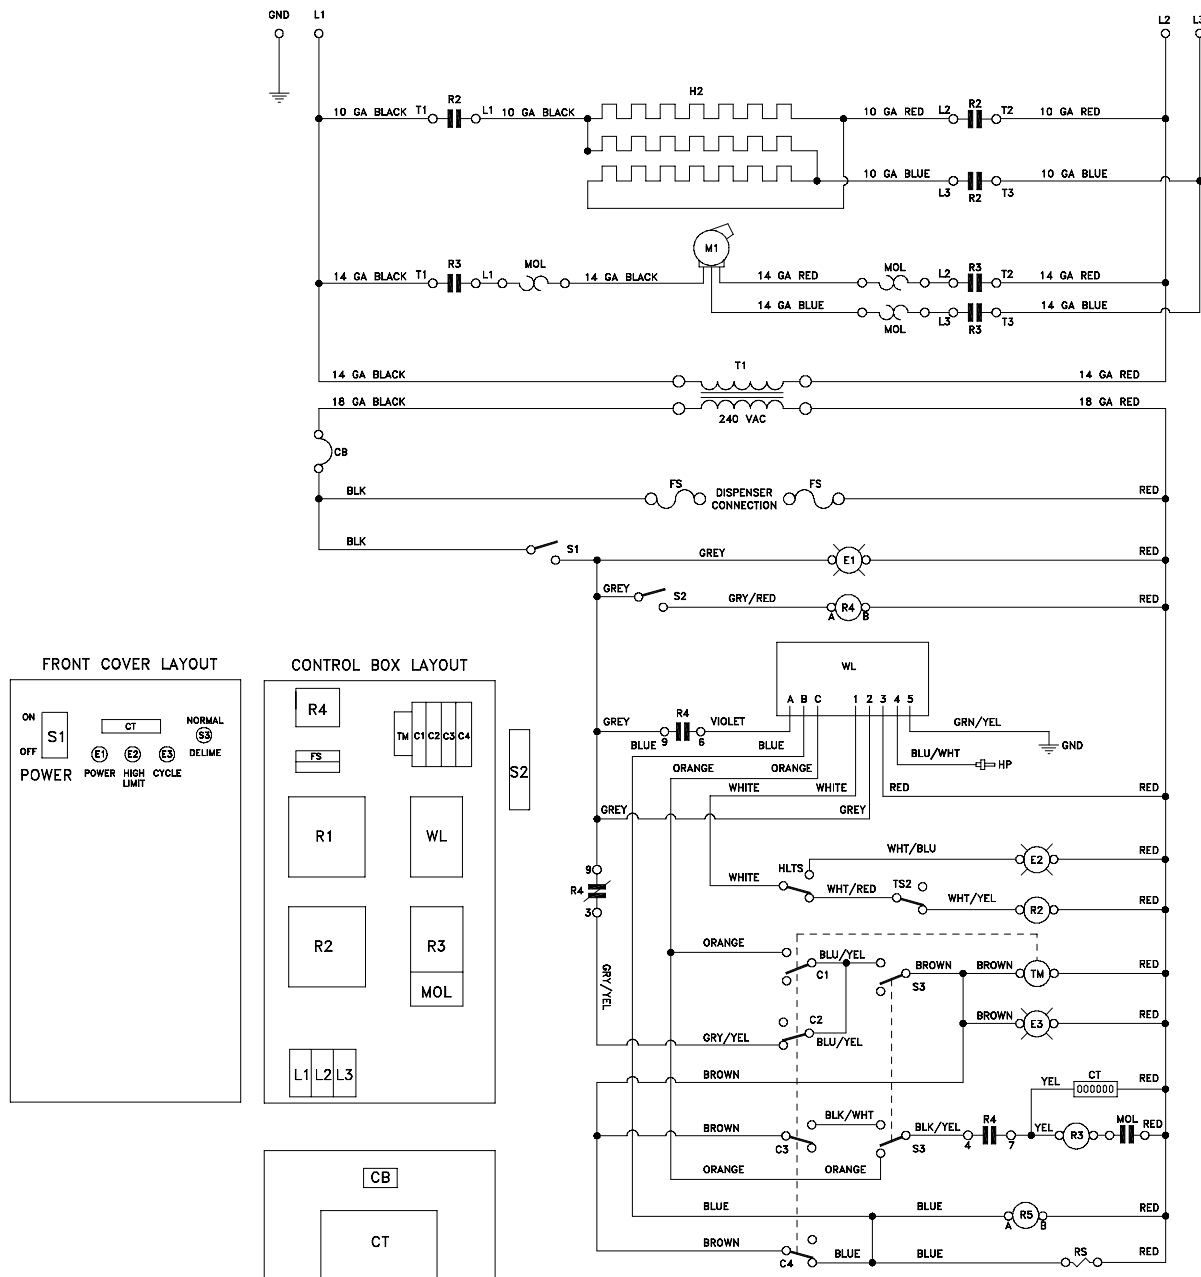 GND L1 L2 L3
H2
10 GA BLACK T1 R2 L1 10 GA BLACK 10 GA RED L2 R2 T2 10 GA RED
10 GA BLUE L3 R2 T3 10 GA BLUE
M1
14 GA BLACK T1 R3 L1 MOL 14 GA BLACK 14 GA RED MOL L2 R3 T2 14 GA RED
14 GA BLUE MOL L3 R3 T3 14 GA BLUE
T1
14 GA BLACK 14 GA RED
18 GA BLACK 240 VAC 18 GA RED
CB
BLK FS DISPENSER CONNECTION FS RED
BLK S1 GREY E1 RED
GREY S2 GRY/RED A R4 B RED
WL
A B C 1 2 3 4 5
GREY 9 R4 6 VIOLET GRN/YEL GND
BLUE BLUE BLU/WHT HP
ORANGE ORANGE
WHITE WHITE RED RED
GREY GREY
WHT/BLU E2 RED
9 R4 3 HLTS
WHITE WHT/RED TS2 WHT/YEL R2 RED
ORANGE BLU/YEL C1 S3 BROWN BROWN TM RED
GRY/YEL C2 BROWN E3 RED
GRY/YEL BLU/YEL
BROWN YEL CT 000000 RED
BROWN C3 BLK/WHT S3 BLK/YEL 4 R4 7 YEL R3 MOL RED
ORANGE ORANGE
BLUE BLUE A R5 B RED
BROWN C4 BLUE BLUE RS RED
FRONT COVER LAYOUT
ON S1 OFF
POWER
CT
E1 E2 E3
POWER HIGH LIMIT CYCLE
NORMAL
S3
DELIME
CONTROL BOX LAYOUT
R4
TM C1 C2 C3 C4
FS
S2
R1 WL
R2 R3
MOL
L1 L2 L3
CB
CT